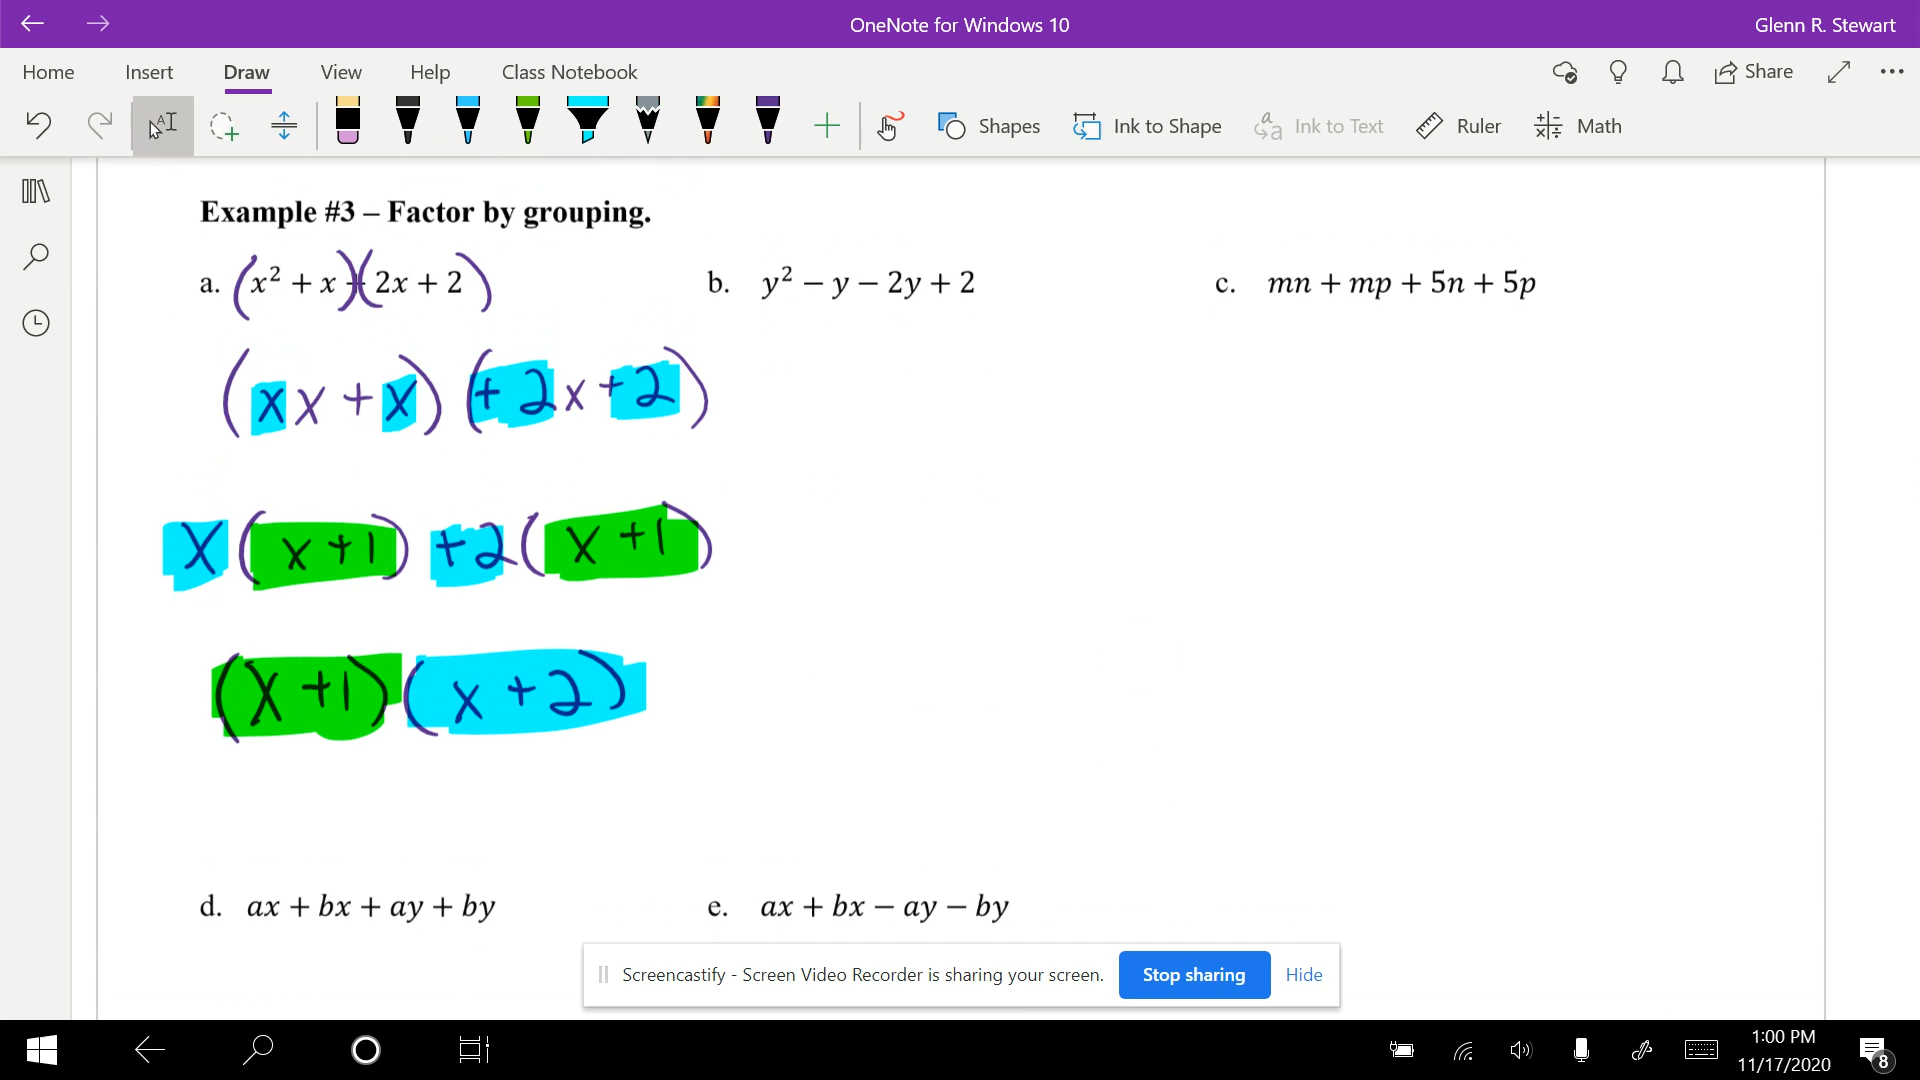 OneNote for Windows 10
Glenn R. Stewart
Home Insert Draw View Help Class Notebook
Share
Shapes Ink to Shape Ink to Text Ruler Math
Example #3 – Factor by grouping.
a. (x² + x)+(2x + 2)
b. y² − y − 2y + 2
c. mn + mp + 5n + 5p
(xx + x) (+2x +2)
x(x+1) +2(x+1)
(x+1)(x+2)
d. ax + bx + ay + by
e. ax + bx − ay − by
Screencastify - Screen Video Recorder is sharing your screen.
Stop sharing
Hide
1:00 PM
11/17/2020
8